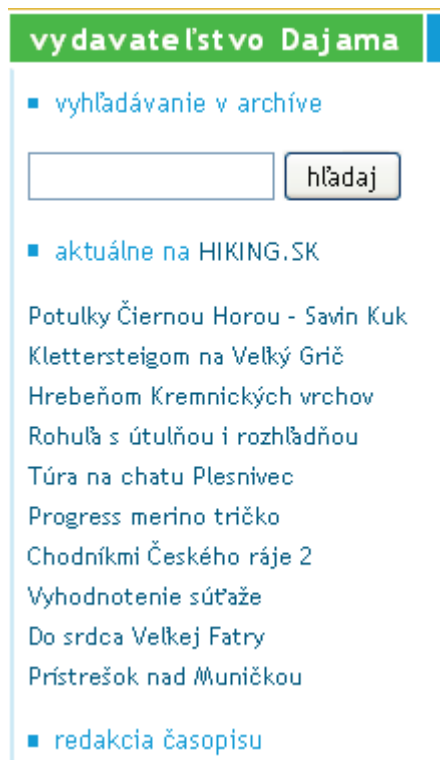 vydavateľstvo Dajama
vyhľadávanie v archíve
hľadaj
aktuálne na HIKING.SK
Potulky Čiernou Horou - Savin Kuk
Klettersteigom na Veľký Grič
Hrebeňom Kremnických vrchov
Rohuľa s útulňou i rozhľadňou
Túra na chatu Plesnivec
Progress merino tričko
Chodníkmi Českého ráje 2
Vyhodnotenie súťaže
Do srdca Veľkej Fatry
Prístrešok nad Muničkou
redakcia časopisu